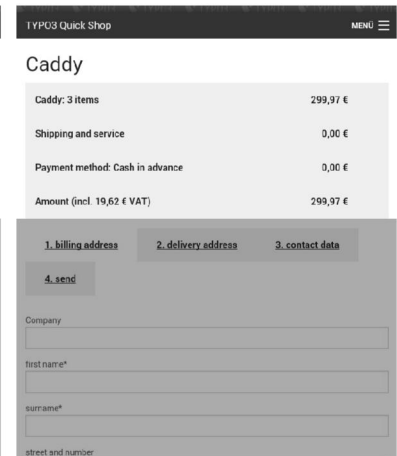 TYPO3 Quick Shop MENÜ
Caddy
Caddy: 3 items 299,97 €
Shipping and service 0,00 €
Payment method: Cash in advance 0,00 €
Amount (incl. 19,62 € VAT) 299,97 €
1. billing address 2. delivery address 3. contact data
4. send
Company
first name*
surname*
street and number